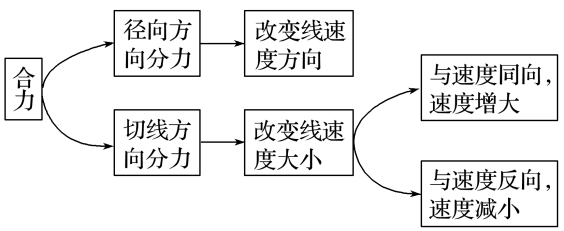 合
力
径向方
向分力
改变线速
度方向
切线方
向分力
改变线速
度大小
与速度同向，
速度增大
与速度反向，
速度减小